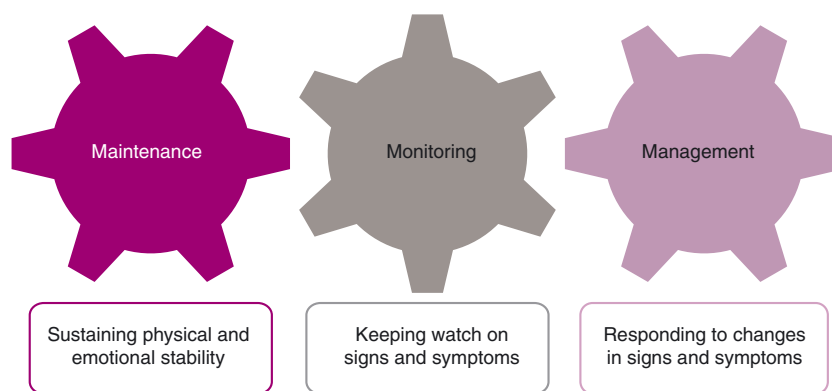 Maintenance
Monitoring
Management
Sustaining physical and
emotional stability
Keeping watch on
signs and symptoms
Responding to changes
in signs and symptoms